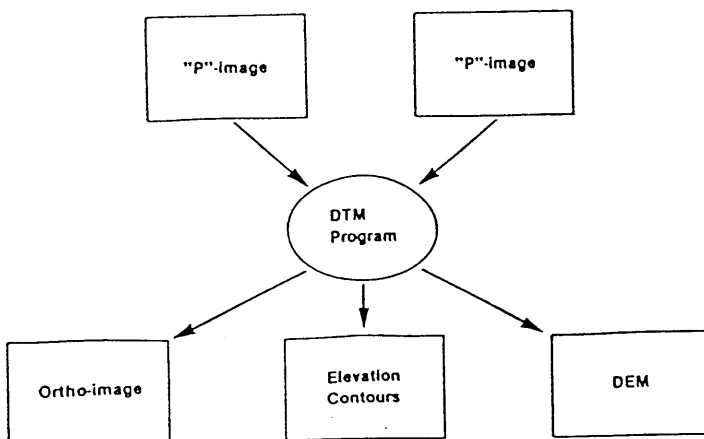 "P"-image
"P"-image
DTM
Program
Ortho-image
Elevation
Contours
DEM